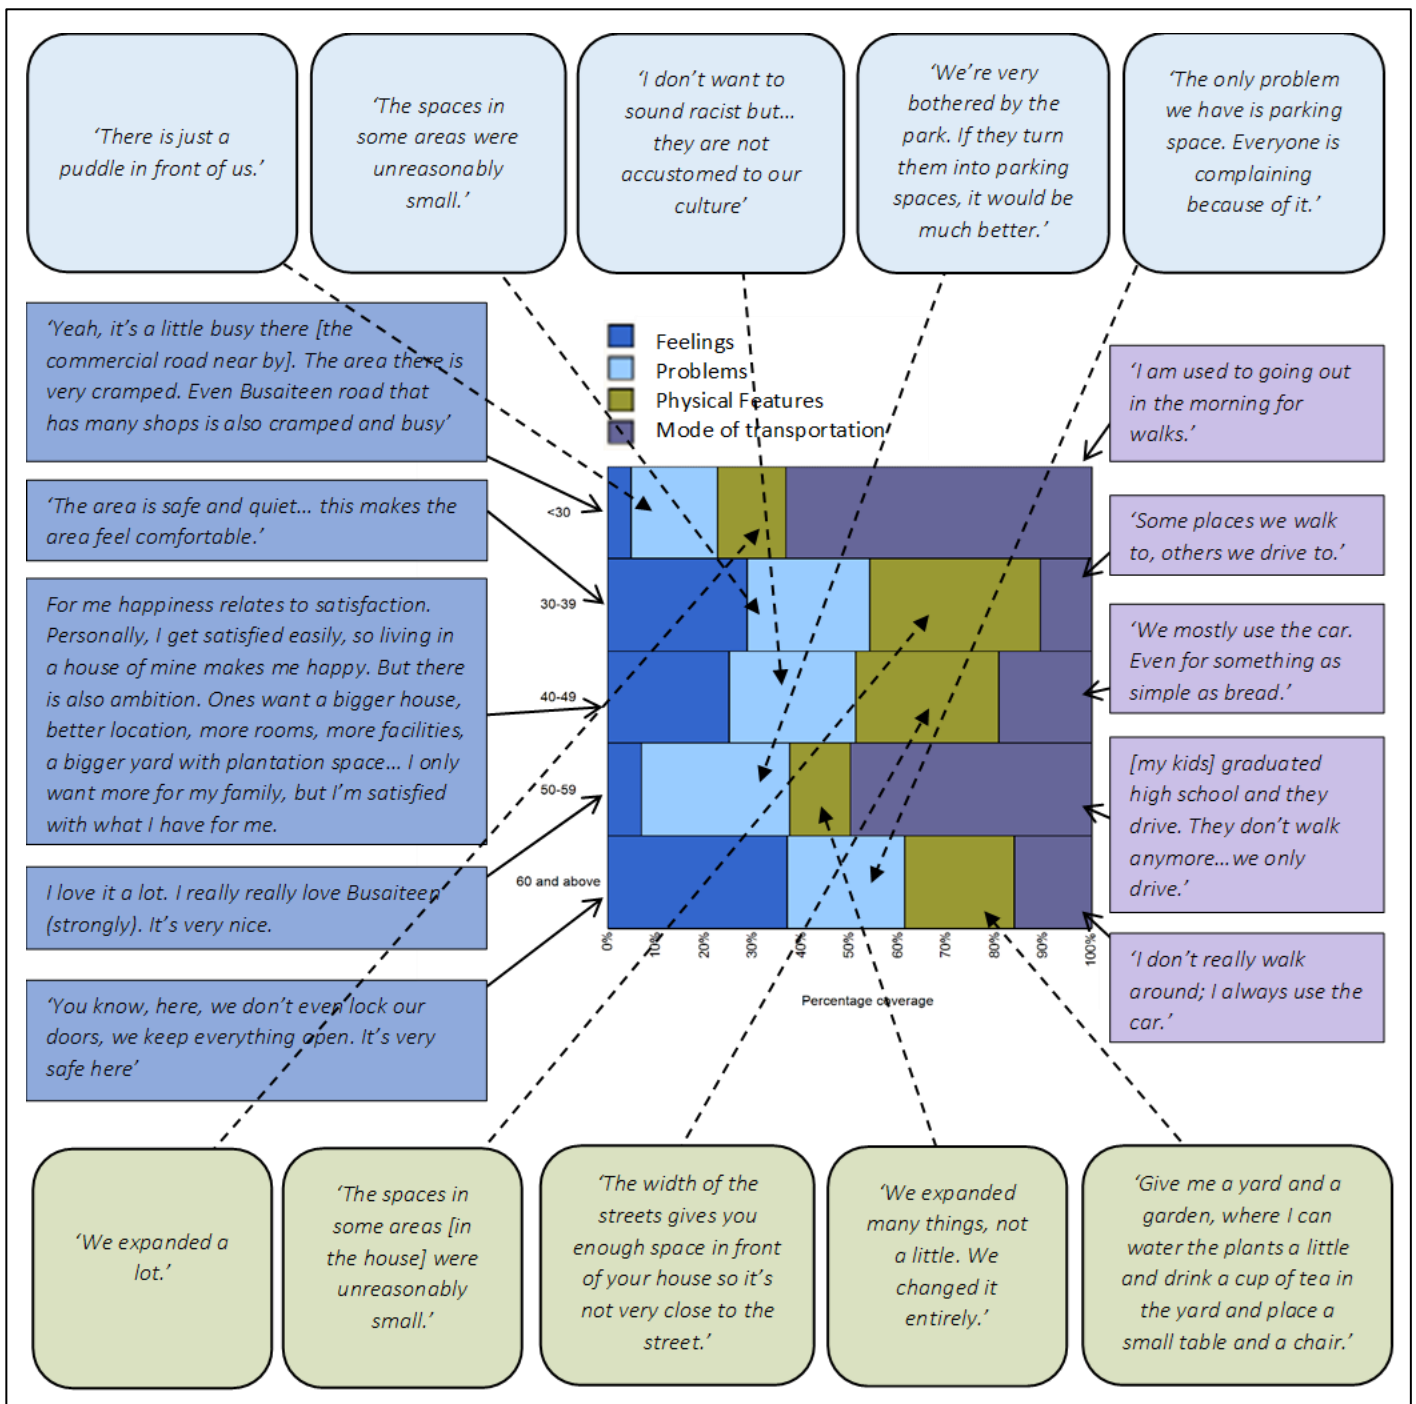 ‘There is just a
puddle in front of us.’
‘The spaces in
some areas were
unreasonably
small.’
‘I don’t want to
sound racist but…
they are not
accustomed to our
culture’
‘We’re very
bothered by the
park. If they turn
them into parking
spaces, it would be
much better.’
‘The only problem
we have is parking
space. Everyone is
complaining
because of it.’
‘Yeah, it’s a little busy there [the
commercial road near by]. The area there is
very cramped. Even Busaiteen road that
has many shops is also cramped and busy’
‘The area is safe and quiet… this makes the
area feel comfortable.’
For me happiness relates to satisfaction.
Personally, I get satisfied easily, so living in
a house of mine makes me happy. But there
is also ambition. Ones want a bigger house,
better location, more rooms, more facilities,
a bigger yard with plantation space… I only
want more for my family, but I’m satisfied
with what I have for me.
I love it a lot. I really really love Busaiteen
(strongly). It’s very nice.
‘You know, here, we don’t even lock our
doors, we keep everything open. It’s very
safe here’
Feelings
Problems
Physical Features
Mode of transportation
<30
30-39
40-49
50-59
60 and above
0%
10%
20%
30%
40%
50%
60%
70%
80%
90%
100%
Percentage coverage
‘I am used to going out
in the morning for
walks.’
‘Some places we walk
to, others we drive to.’
‘We mostly use the car.
Even for something as
simple as bread.’
[my kids] graduated
high school and they
drive. They don’t walk
anymore…we only
drive.’
‘I don’t really walk
around; I always use the
car.’
‘We expanded a
lot.’
‘The spaces in
some areas [in
the house] were
unreasonably
small.’
‘The width of the
streets gives you
enough space in front
of your house so it’s
not very close to the
street.’
‘We expanded
many things, not
a little. We
changed it
entirely.’
‘Give me a yard and a
garden, where I can
water the plants a little
and drink a cup of tea in
the yard and place a
small table and a chair.’